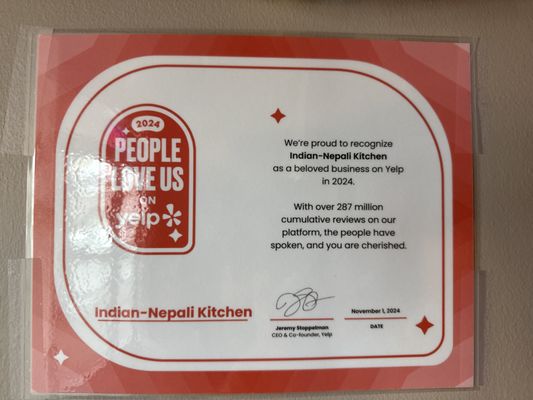 2024
PEOPLE
LOVE US
ON
yelp
We're proud to recognize
Indian-Nepali Kitchen
as a beloved business on Yelp
in 2024.
With over 287 million
cumulative reviews on our
platform, the people have
spoken, and you are cherished.
Indian-Nepali Kitchen
Jeremy Stoppelman
CEO & Co-founder, Yelp
November 1, 2024
DATE